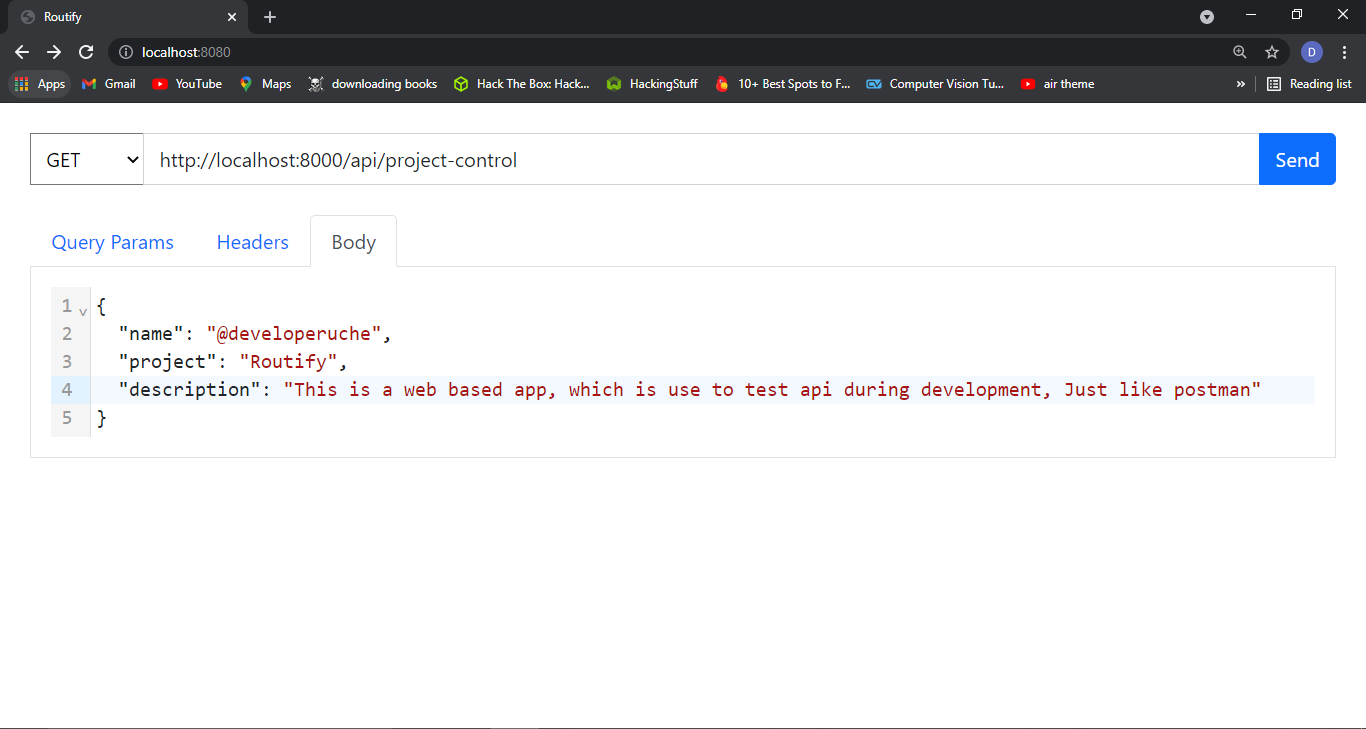 Routify
localhost:8080
D
Apps Gmail YouTube Maps downloading books Hack The Box: Hack... HackingStuff 10+ Best Spots to F... CV Computer Vision Tu... air theme » Reading list
GET http://localhost:8000/api/project-control Send
Query Params Headers Body
1 {
2 "name": "@developeruche",
3 "project": "Routify",
4 "description": "This is a web based app, which is use to test api during development, Just like postman"
5 }